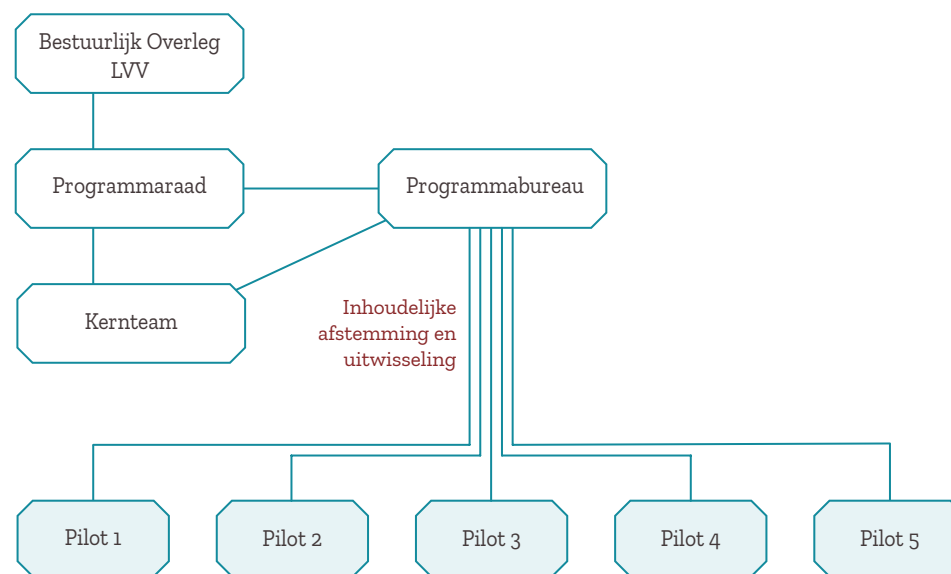 Bestuurlijk Overleg
LVV
Programmaraad
Programmabureau
Kernteam
Inhoudelijke
afstemming en
uitwisseling
Pilot 1
Pilot 2
Pilot 3
Pilot 4
Pilot 5